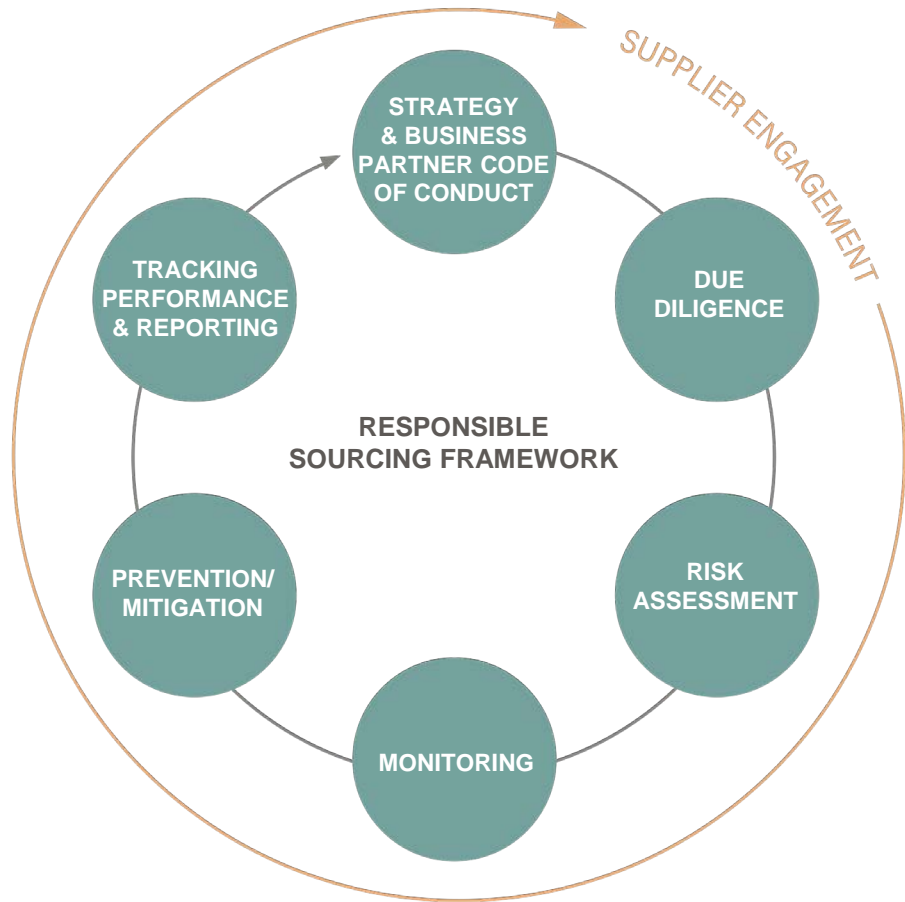 SUPPLIER ENGAGEMENT
STRATEGY
& BUSINESS
PARTNER CODE
OF CONDUCT
DUE
DILIGENCE
RISK
ASSESSMENT
MONITORING
PREVENTION/
MITIGATION
TRACKING
PERFORMANCE
& REPORTING
RESPONSIBLE
SOURCING FRAMEWORK